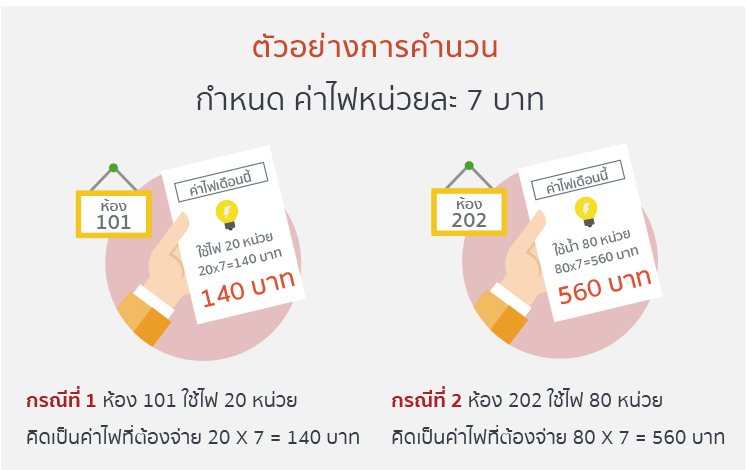 ตัวอย่างการคำนวน
กำหนด ค่าไฟหน่วยละ 7 บาท
ห้อง
101
ค่าไฟเดือนนี้
ใช้ไฟ 20 หน่วย
20x7=140 บาท
140 บาท
ห้อง
202
ค่าไฟเดือนนี้
ใช้น้ำ 80 หน่วย
80x7=560 บาท
560 บาท
กรณีที่ 1 ห้อง 101 ใช้ไฟ 20 หน่วย
คิดเป็นค่าไฟที่ต้องจ่าย 20 X 7 = 140 บาท
กรณีที่ 2 ห้อง 202 ใช้ไฟ 80 หน่วย
คิดเป็นค่าไฟที่ต้องจ่าย 80 X 7 = 560 บาท